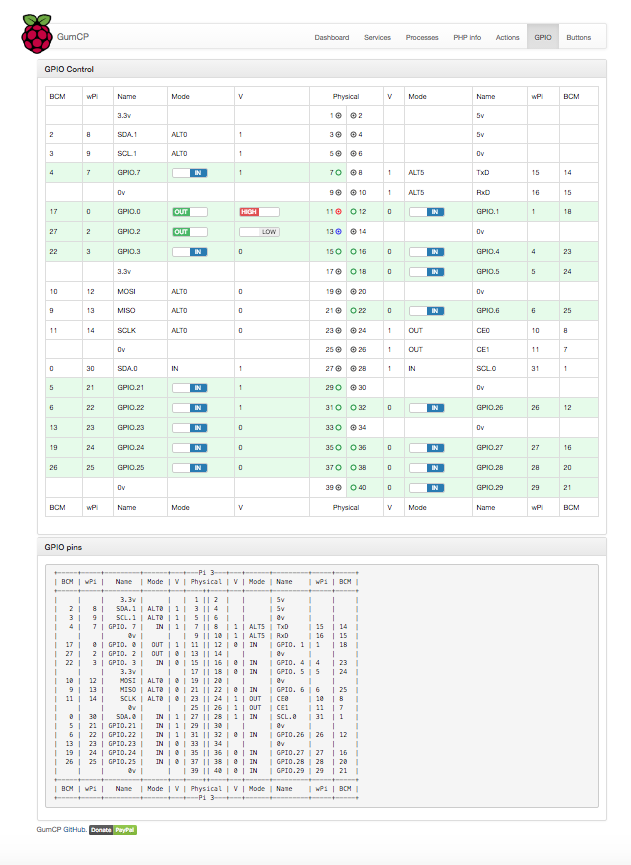 GumCP Dashboard Services Processes PHP info Actions GPIO Buttons
GPIO Control
BCM wPi Name Mode V Physical V Mode Name wPi BCM
3.3v 1 2 5v
2 8 SDA.1 ALT0 1 3 4 5v
3 9 SCL.1 ALT0 1 5 6 0v
4 7 GPIO.7 IN 1 7 8 1 ALT5 TxD 15 14
0v 9 10 1 ALT5 RxD 16 15
17 0 GPIO.0 OUT HIGH 11 12 0 IN GPIO.1 1 18
27 2 GPIO.2 OUT LOW 13 14 0v
22 3 GPIO.3 IN 0 15 16 0 IN GPIO.4 4 23
3.3v 17 18 0 IN GPIO.5 5 24
10 12 MOSI ALT0 0 19 20 0v
9 13 MISO ALT0 0 21 22 0 IN GPIO.6 6 25
11 14 SCLK ALT0 0 23 24 1 OUT CE0 10 8
0v 25 26 1 OUT CE1 11 7
0 30 SDA.0 IN 1 27 28 1 IN SCL.0 31 1
5 21 GPIO.21 IN 1 29 30 0v
6 22 GPIO.22 IN 1 31 32 0 IN GPIO.26 26 12
13 23 GPIO.23 IN 0 33 34 0v
19 24 GPIO.24 IN 0 35 36 0 IN GPIO.27 27 16
26 25 GPIO.25 IN 0 37 38 0 IN GPIO.28 28 20
0v 39 40 0 IN GPIO.29 29 21
BCM wPi Name Mode V Physical V Mode Name wPi BCM
GPIO pins
+-----+-----+---------+------+---+---Pi 3---+---+------+---------+-----+-----+
| BCM | wPi |   Name  | Mode | V | Physical | V | Mode | Name    | wPi | BCM |
+-----+-----+---------+------+---+----++----+---+------+---------+-----+-----+
|     |     |    3.3v |      |   |  1 || 2  |   |      | 5v      |     |     |
|   2 |   8 |   SDA.1 | ALT0 | 1 |  3 || 4  |   |      | 5v      |     |     |
|   3 |   9 |   SCL.1 | ALT0 | 1 |  5 || 6  |   |      | 0v      |     |     |
|   4 |   7 | GPIO. 7 |   IN | 1 |  7 || 8  | 1 | ALT5 | TxD     | 15  | 14  |
|     |     |      0v |      |   |  9 || 10 | 1 | ALT5 | RxD     | 16  | 15  |
|  17 |   0 | GPIO. 0 |  OUT | 1 | 11 || 12 | 0 | IN   | GPIO. 1 | 1   | 18  |
|  27 |   2 | GPIO. 2 |  OUT | 0 | 13 || 14 |   |      | 0v      |     |     |
|  22 |   3 | GPIO. 3 |   IN | 0 | 15 || 16 | 0 | IN   | GPIO. 4 | 4   | 23  |
|     |     |    3.3v |      |   | 17 || 18 | 0 | IN   | GPIO. 5 | 5   | 24  |
|  10 |  12 |    MOSI | ALT0 | 0 | 19 || 20 |   |      | 0v      |     |     |
|   9 |  13 |    MISO | ALT0 | 0 | 21 || 22 | 0 | IN   | GPIO. 6 | 6   | 25  |
|  11 |  14 |    SCLK | ALT0 | 0 | 23 || 24 | 1 | OUT  | CE0     | 10  | 8   |
|     |     |      0v |      |   | 25 || 26 | 1 | OUT  | CE1     | 11  | 7   |
|   0 |  30 |   SDA.0 |   IN | 1 | 27 || 28 | 1 | IN   | SCL.0   | 31  | 1   |
|   5 |  21 | GPIO.21 |   IN | 1 | 29 || 30 |   |      | 0v      |     |     |
|   6 |  22 | GPIO.22 |   IN | 1 | 31 || 32 | 0 | IN   | GPIO.26 | 26  | 12  |
|  13 |  23 | GPIO.23 |   IN | 0 | 33 || 34 |   |      | 0v      |     |     |
|  19 |  24 | GPIO.24 |   IN | 0 | 35 || 36 | 0 | IN   | GPIO.27 | 27  | 16  |
|  26 |  25 | GPIO.25 |   IN | 0 | 37 || 38 | 0 | IN   | GPIO.28 | 28  | 20  |
|     |     |      0v |      |   | 39 || 40 | 0 | IN   | GPIO.29 | 29  | 21  |
+-----+-----+---------+------+---+----++----+---+------+---------+-----+-----+
| BCM | wPi |   Name  | Mode | V | Physical | V | Mode | Name    | wPi | BCM |
+-----+-----+---------+------+---+---Pi 3---+---+------+---------+-----+-----+
GumCP GitHub. Donate PayPal